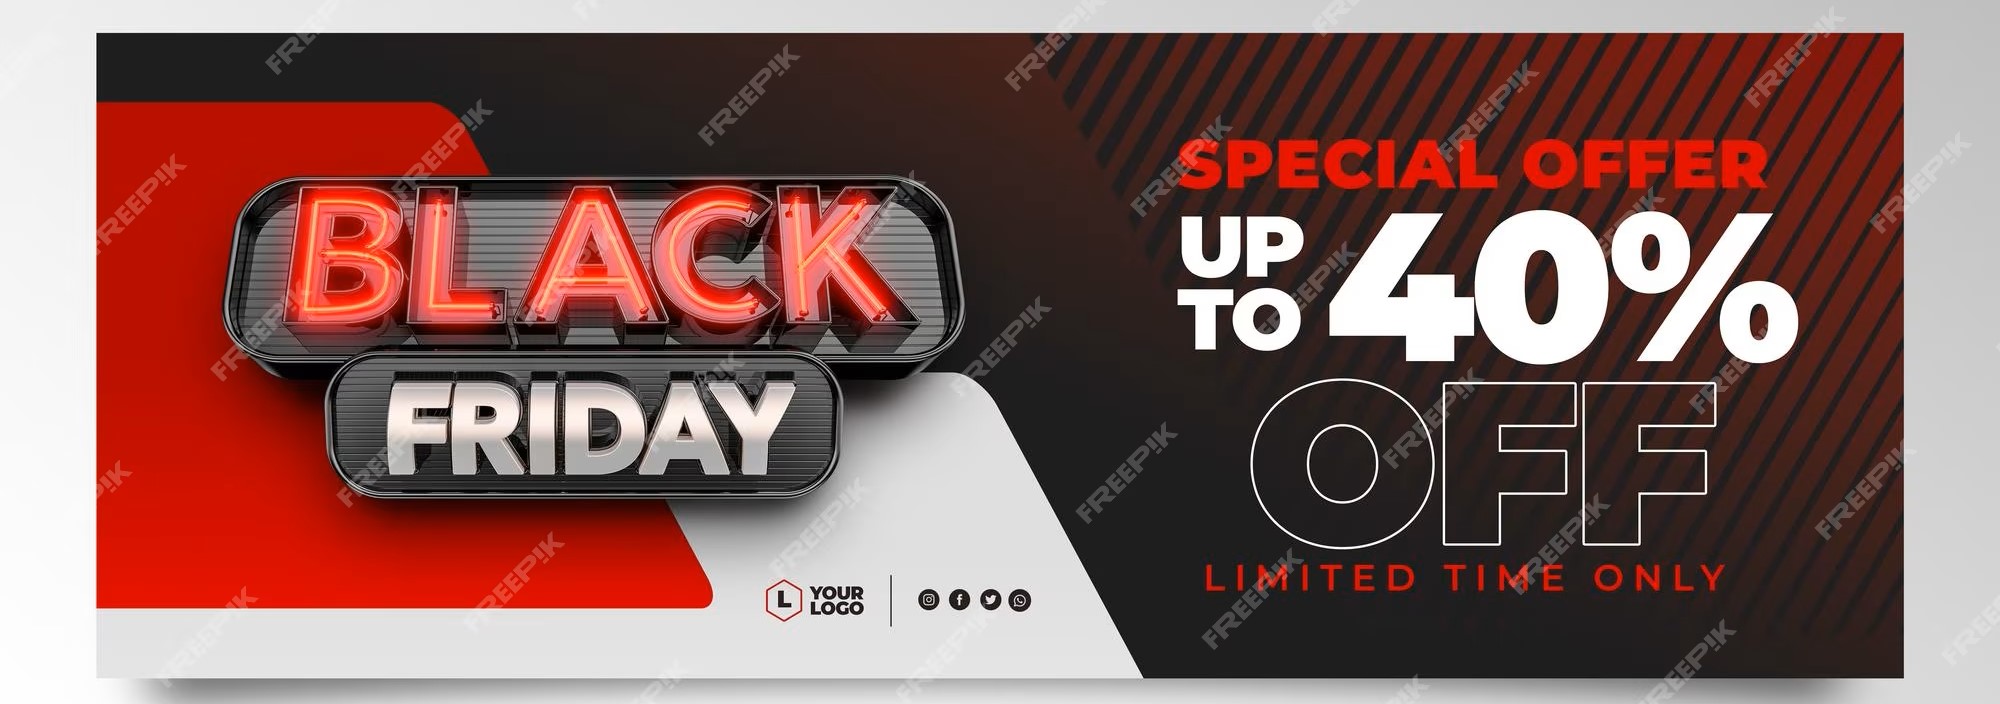 BLACK
FRIDAY
L YOUR
LOGO
SPECIAL OFFER
UP
TO 40%
OFF
LIMITED TIME ONLY
FREEPIK